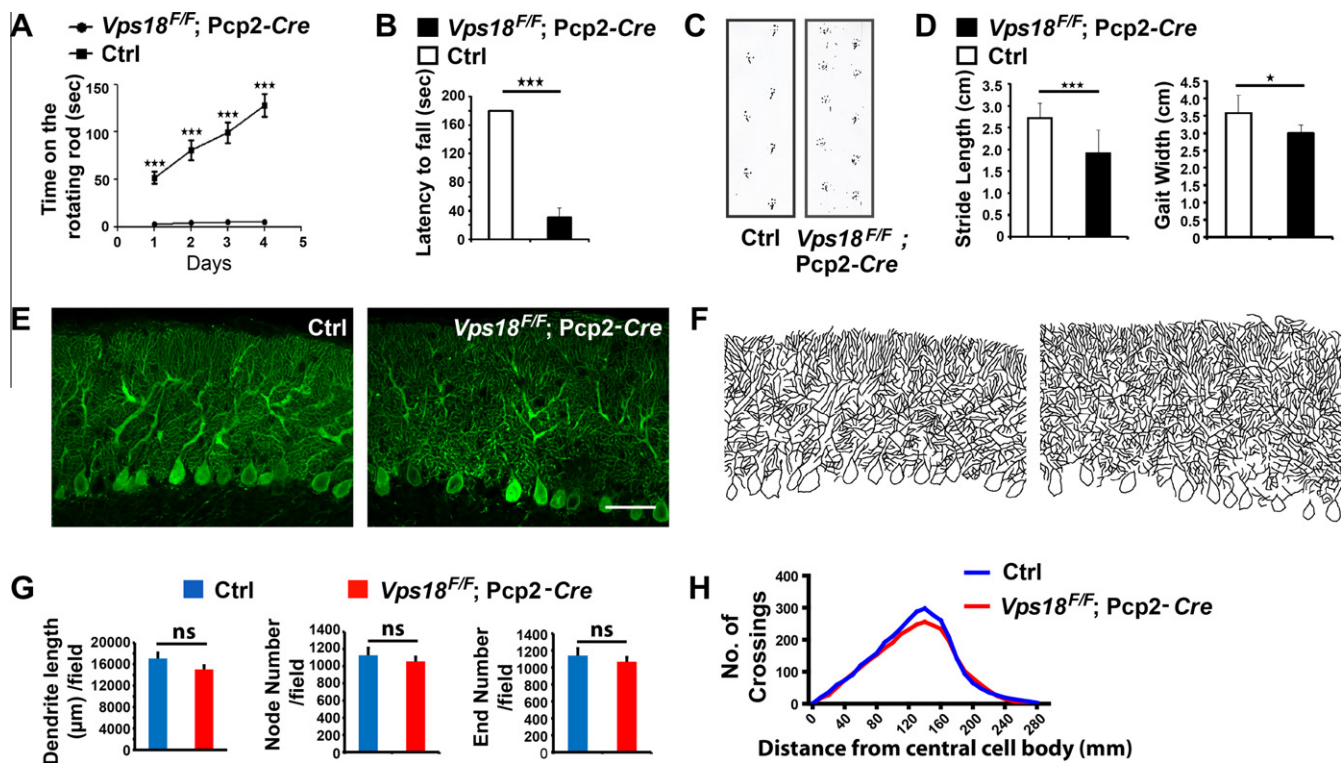 A
Vps18F/F; Pcp2-Cre
Ctrl
Time on the
rotating rod (sec)
150
100
50
0
0 1 2 3 4 5
Days
★★★
★★★
★★★
★★★
B
Vps18F/F; Pcp2-Cre
Ctrl
Latency to fall (sec)
★★★
200
160
120
80
40
0
C
Ctrl
Vps18F/F ;
Pcp2-Cre
D
Vps18F/F; Pcp2-Cre
Ctrl
Stride Length (cm)
★★★
3.5
3.0
2.5
2.0
1.5
1.0
0.5
0
Gait Width (cm)
★
4.5
4.0
3.5
3.0
2.5
2.0
1.5
1.0
0.5
0.0
E
Ctrl
Vps18F/F; Pcp2-Cre
F
G
Ctrl
Vps18F/F; Pcp2-Cre
Dendrite length
(µm) /field
ns
20000
16000
12000
8000
4000
0
Node Number
/field
ns
1400
1200
1000
800
600
400
200
0
End Number
/field
ns
1400
1200
1000
800
600
400
200
0
H
Ctrl
Vps18F/F; Pcp2-Cre
No. of
Crossings
400
300
200
100
0
0 40 80 120 160 200 240 280
Distance from central cell body (mm)